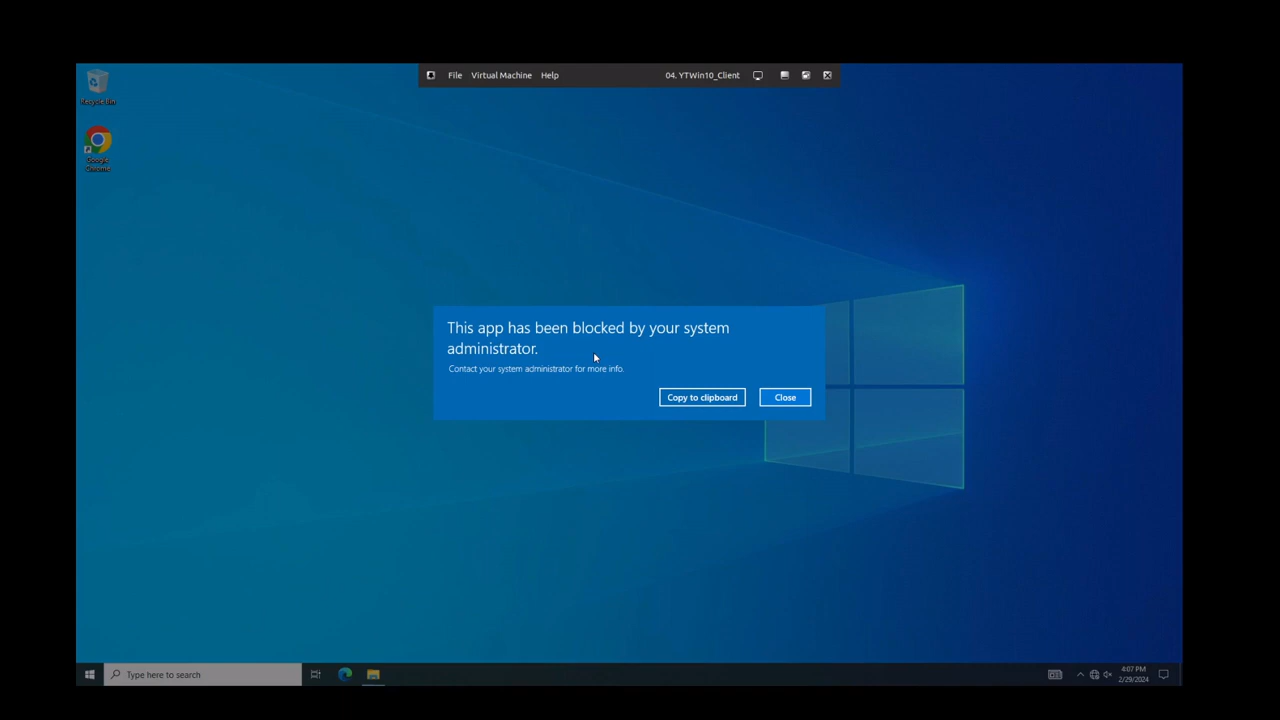 File Virtual Machine Help 04. YTWin10_Client
Recycle Bin
Google
Chrome
This app has been blocked by your system
administrator.
Contact your system administrator for more info.
Copy to clipboard Close
Type here to search
4:07 PM
2/29/2024